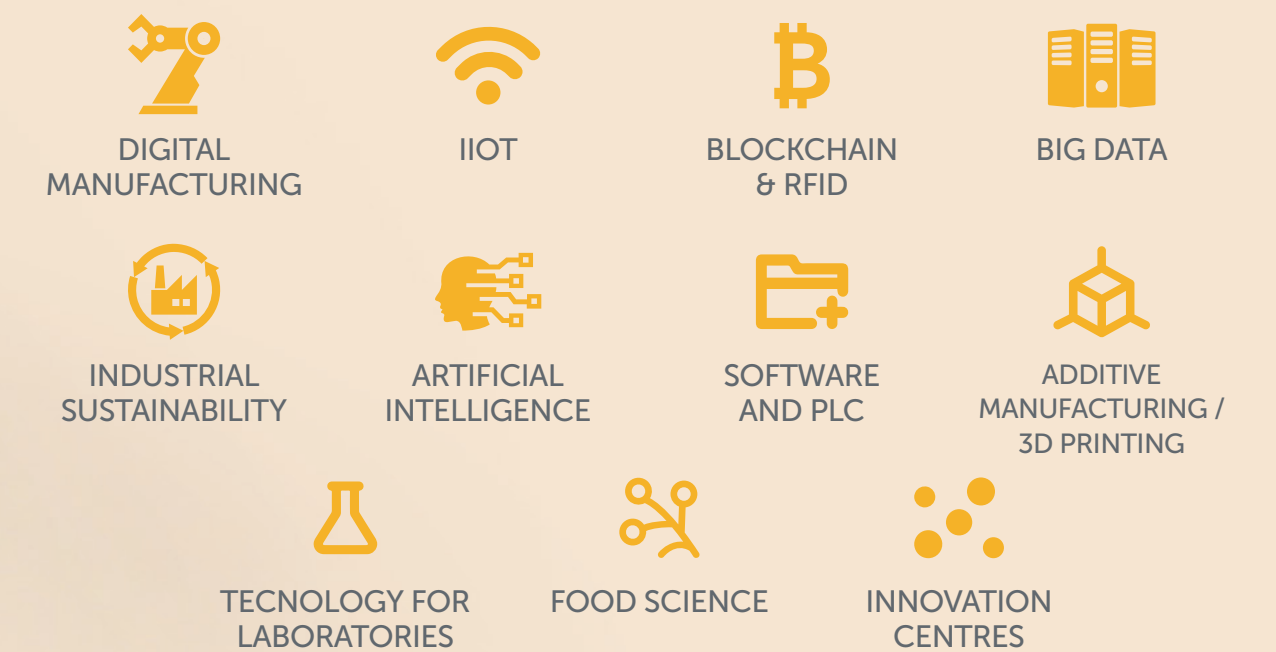 DIGITAL
MANUFACTURING
IIOT
BLOCKCHAIN
& RFID
BIG DATA
INDUSTRIAL
SUSTAINABILITY
ARTIFICIAL
INTELLIGENCE
SOFTWARE
AND PLC
ADDITIVE
MANUFACTURING /
3D PRINTING
TECNOLOGY FOR
LABORATORIES
FOOD SCIENCE
INNOVATION
CENTRES